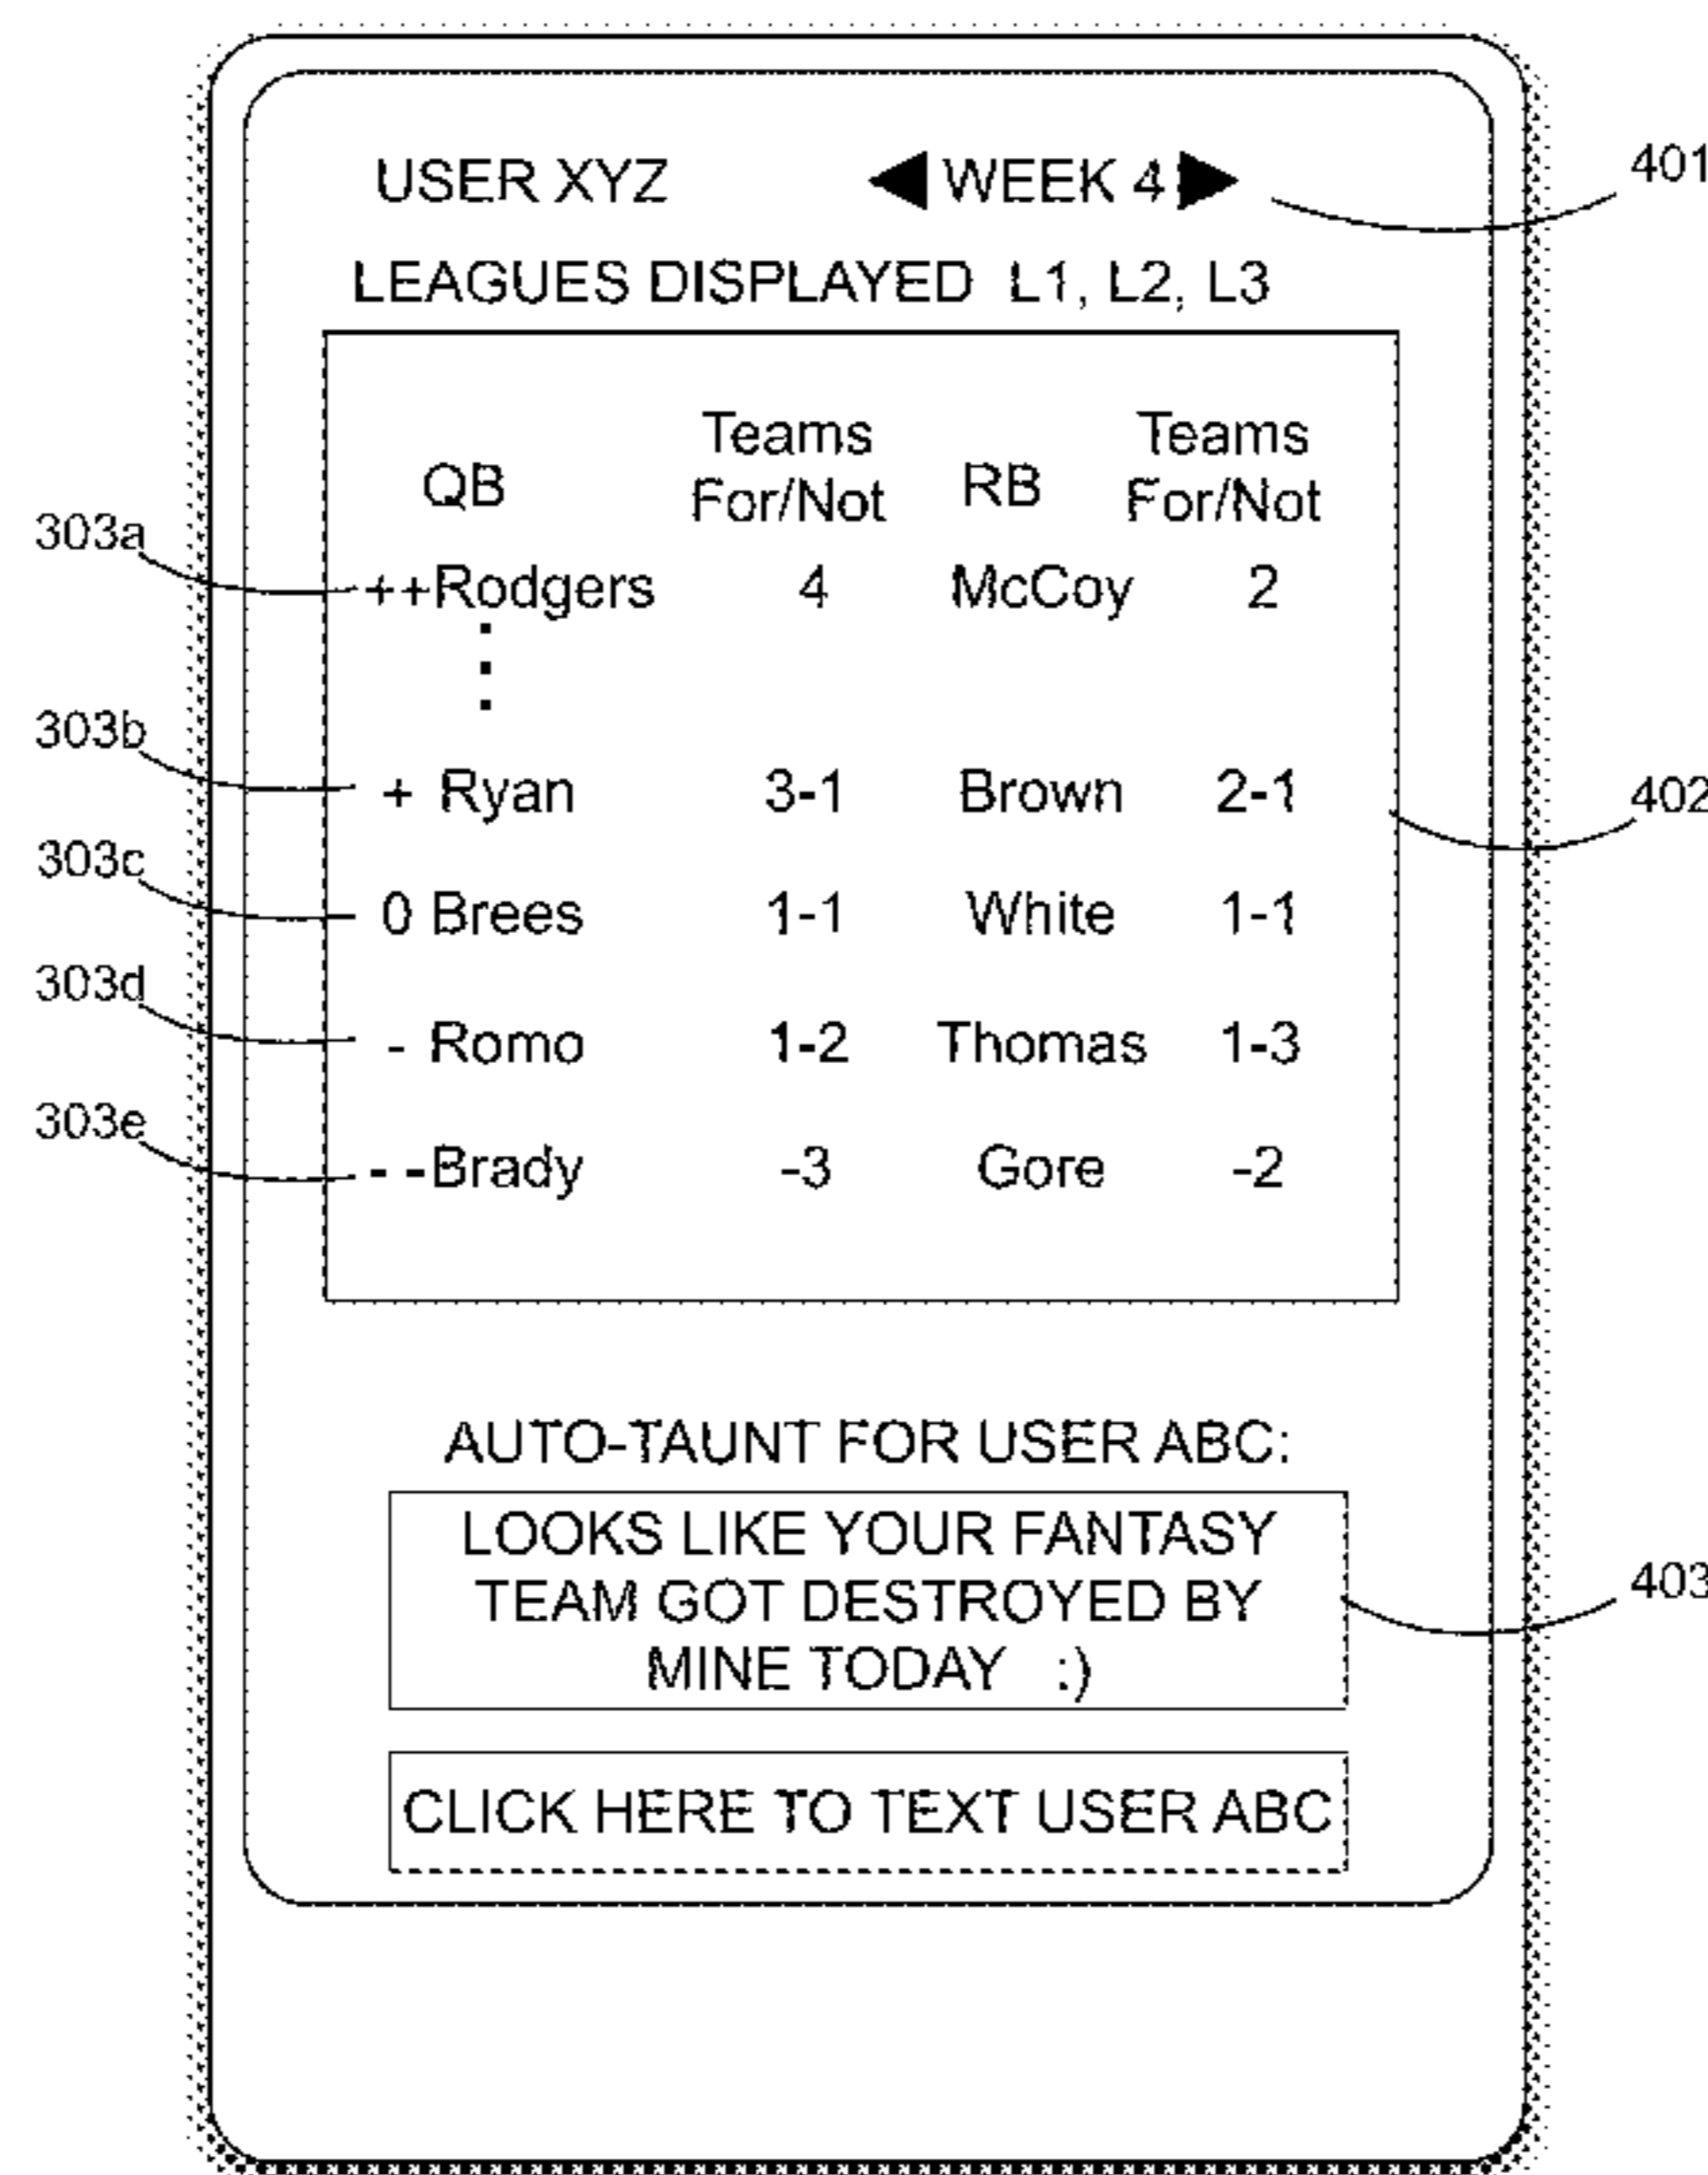 USER XYZ ◀ WEEK 4 ▶ 401
LEAGUES DISPLAYED L1, L2, L3
QB Teams For/Not RB Teams For/Not
303a ++Rodgers 4 McCoy 2
303b + Ryan 3-1 Brown 2-1 402
303c 0 Brees 1-1 White 1-1
303d - Romo 1-2 Thomas 1-3
303e --Brady -3 Gore -2
AUTO-TAUNT FOR USER ABC:
LOOKS LIKE YOUR FANTASY
TEAM GOT DESTROYED BY 403
MINE TODAY :)
CLICK HERE TO TEXT USER ABC